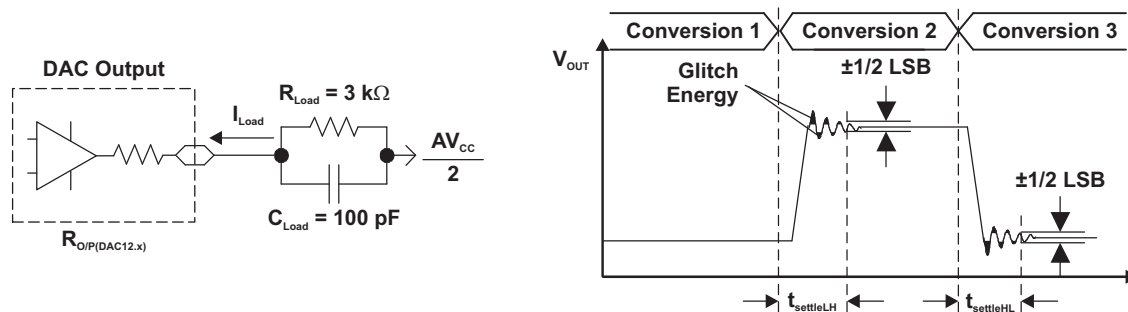 DAC Output
R_Load = 3 kΩ
I_Load
AV_CC
2
C_Load = 100 pF
R_O/P(DAC12.x)
Conversion 1
Conversion 2
Conversion 3
V_OUT
Glitch
Energy
±1/2 LSB
±1/2 LSB
t_settleLH
t_settleHL